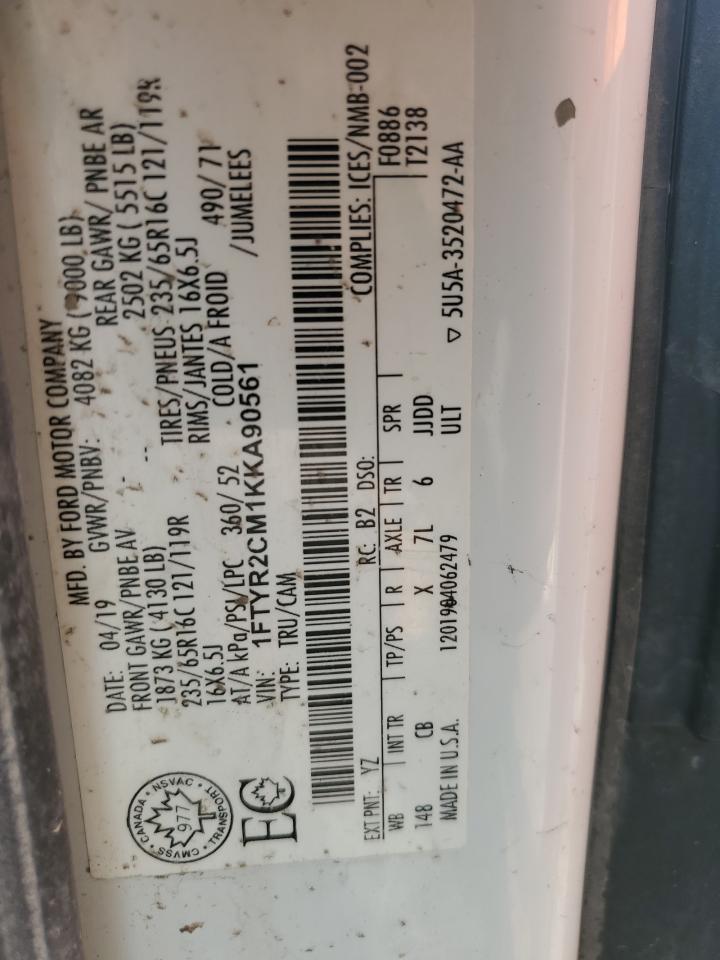 MFD. BY FORD MOTOR COMPANY
DATE: 04/19 GVWR/PNBV: 4082 KG ( 9000 LB)
FRONT GAWR/PNBE AV REAR GAWR/ PNBE AR
1873 KG ( 4130 LB) 2502 KG ( 5515 LB)
235/65R16C 121/119R TIRES/PNEUS 235/65R16C 121/119R
16X6.5J RIMS/JANTES 16X6.5J
AT/A kPa/PSI/LPC 360/ 52 COLD/A FROID 490/ 71
VIN: 1FTYR2CM1KKA90561 /JUMELEES
TYPE: TRU/CAM
CANADA · NSVAC · TRANSPORT · CMVSS
977
EC
COMPLIES: ICES/NMB-002
EXT PNT: YZ RC: B2 DSO: F0886
WB INT TR TP/PS R AXLE TR SPR T2138
148 CB X 7L 6 JJDD
MADE IN U.S.A. 1201904062479 ULT ▽ 5U5A-3520472-AA